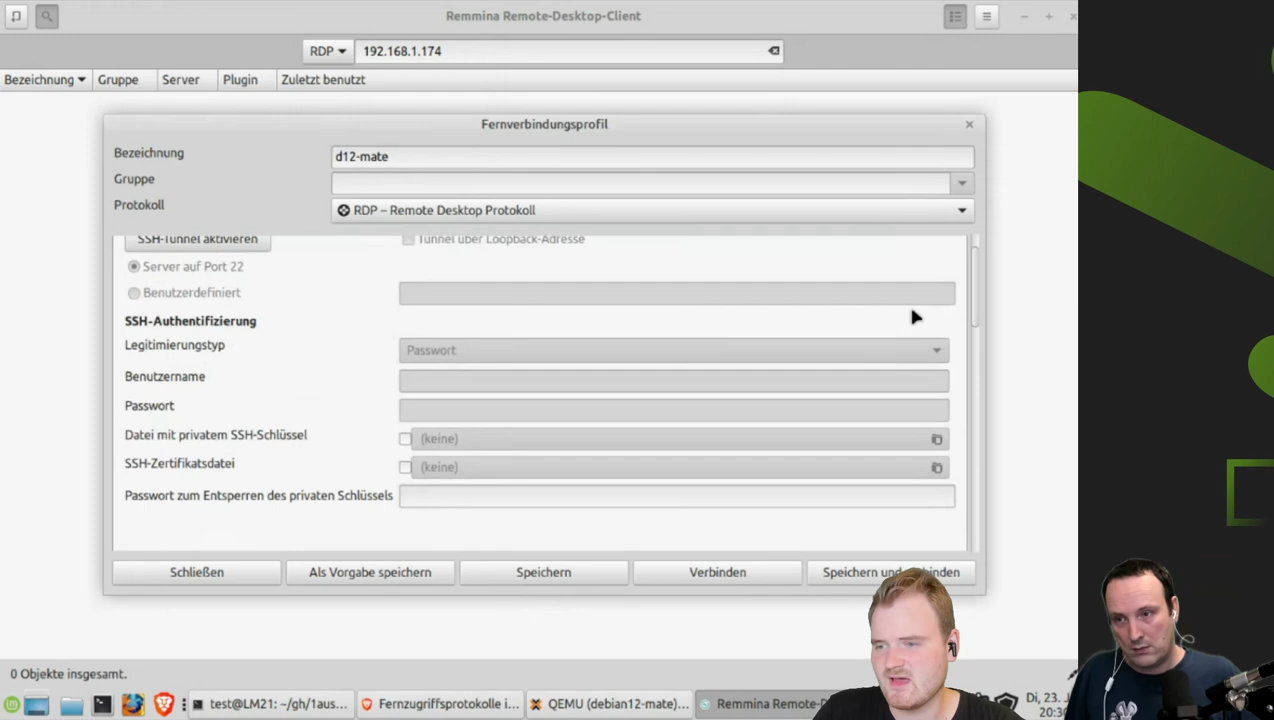 Remmina Remote-Desktop-Client
RDP 192.168.1.174
Bezeichnung Gruppe Server Plugin Zuletzt benutzt
Fernverbindungsprofil
Bezeichnung d12-mate
Gruppe
Protokoll RDP – Remote Desktop Protokoll
SSH-Tunnel aktivieren Tunnel über Loopback-Adresse
Server auf Port 22
Benutzerdefiniert
SSH-Authentifizierung
Legitimierungstyp Passwort
Benutzername
Passwort
Datei mit privatem SSH-Schlüssel (keine)
SSH-Zertifikatsdatei (keine)
Passwort zum Entsperren des privaten Schlüssels
Schließen Als Vorgabe speichern Speichern Verbinden Speichern und
0 Objekte insgesamt.
test@LM21: ~/gh/1aus... Fernzugriffsprotokolle i... QEMU (debian12-mate)... Remmina Remote-D
Di, 23.
20:30